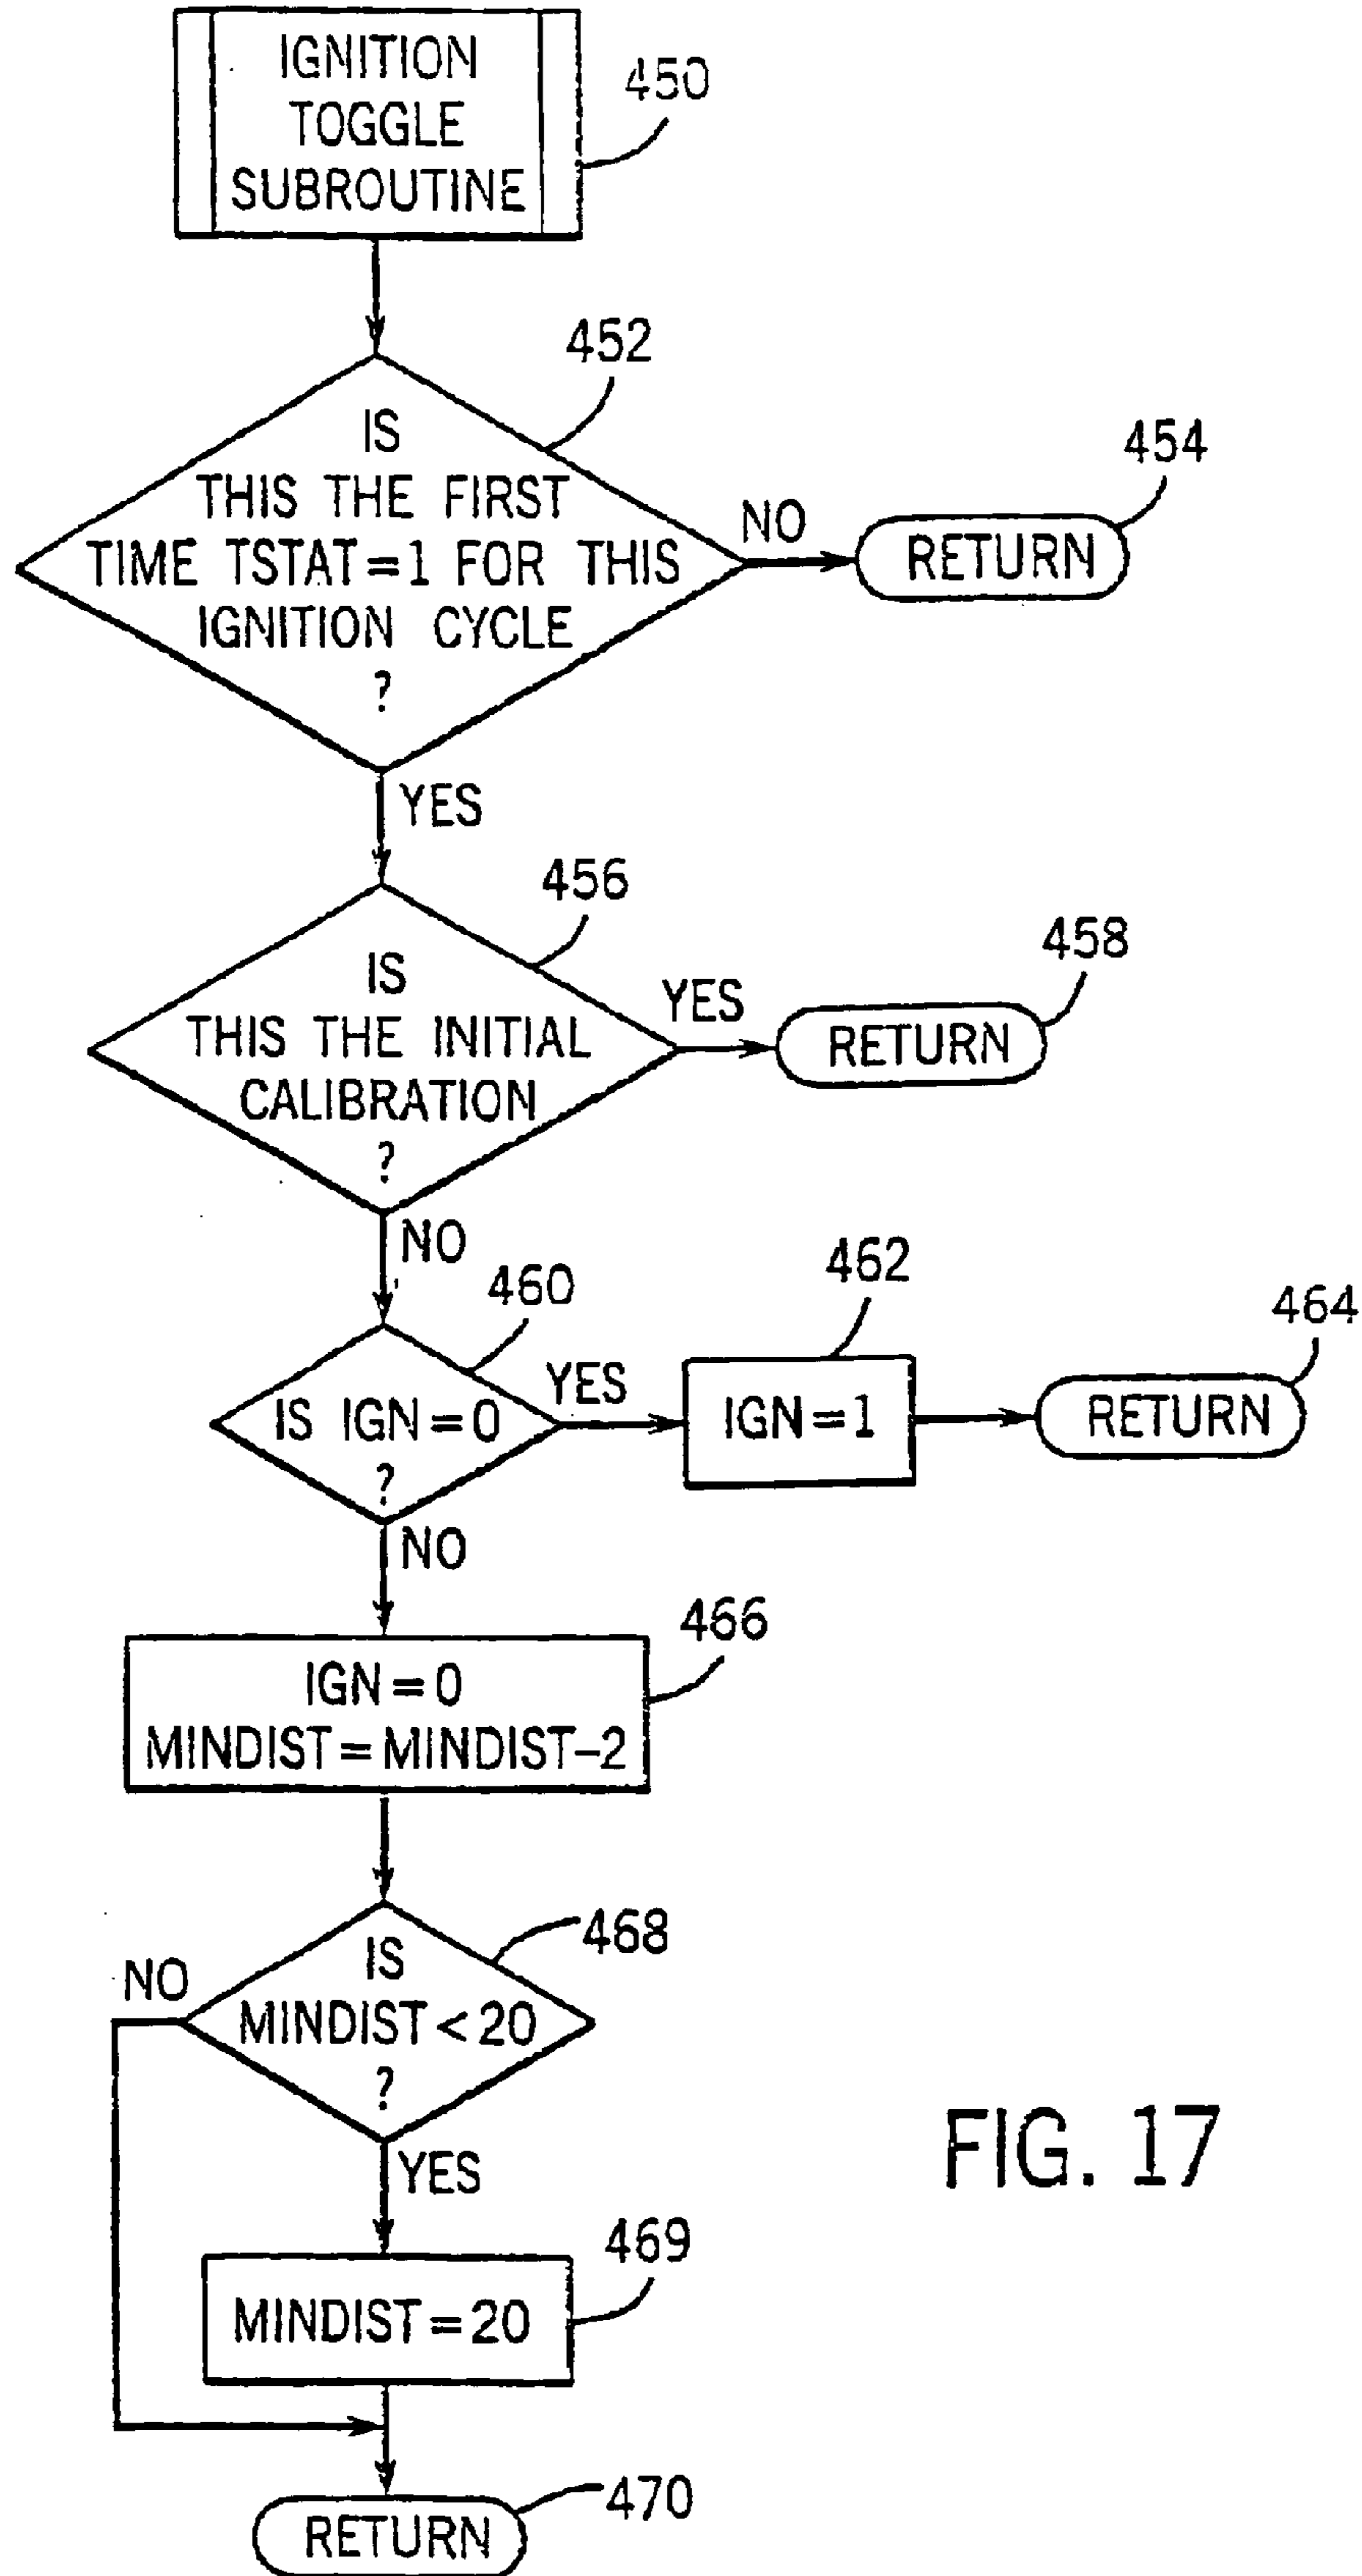 IGNITION
TOGGLE
SUBROUTINE
450
452
IS
THIS THE FIRST
TIME TSTAT=1 FOR THIS
IGNITION CYCLE
?
NO
454
RETURN
YES
456
IS
THIS THE INITIAL
CALIBRATION
?
YES
458
RETURN
NO
460
IS IGN=0
?
YES
462
IGN=1
464
RETURN
NO
466
IGN=0
MINDIST=MINDIST-2
468
IS
MINDIST<20
?
NO
YES
469
MINDIST=20
470
RETURN
FIG. 17